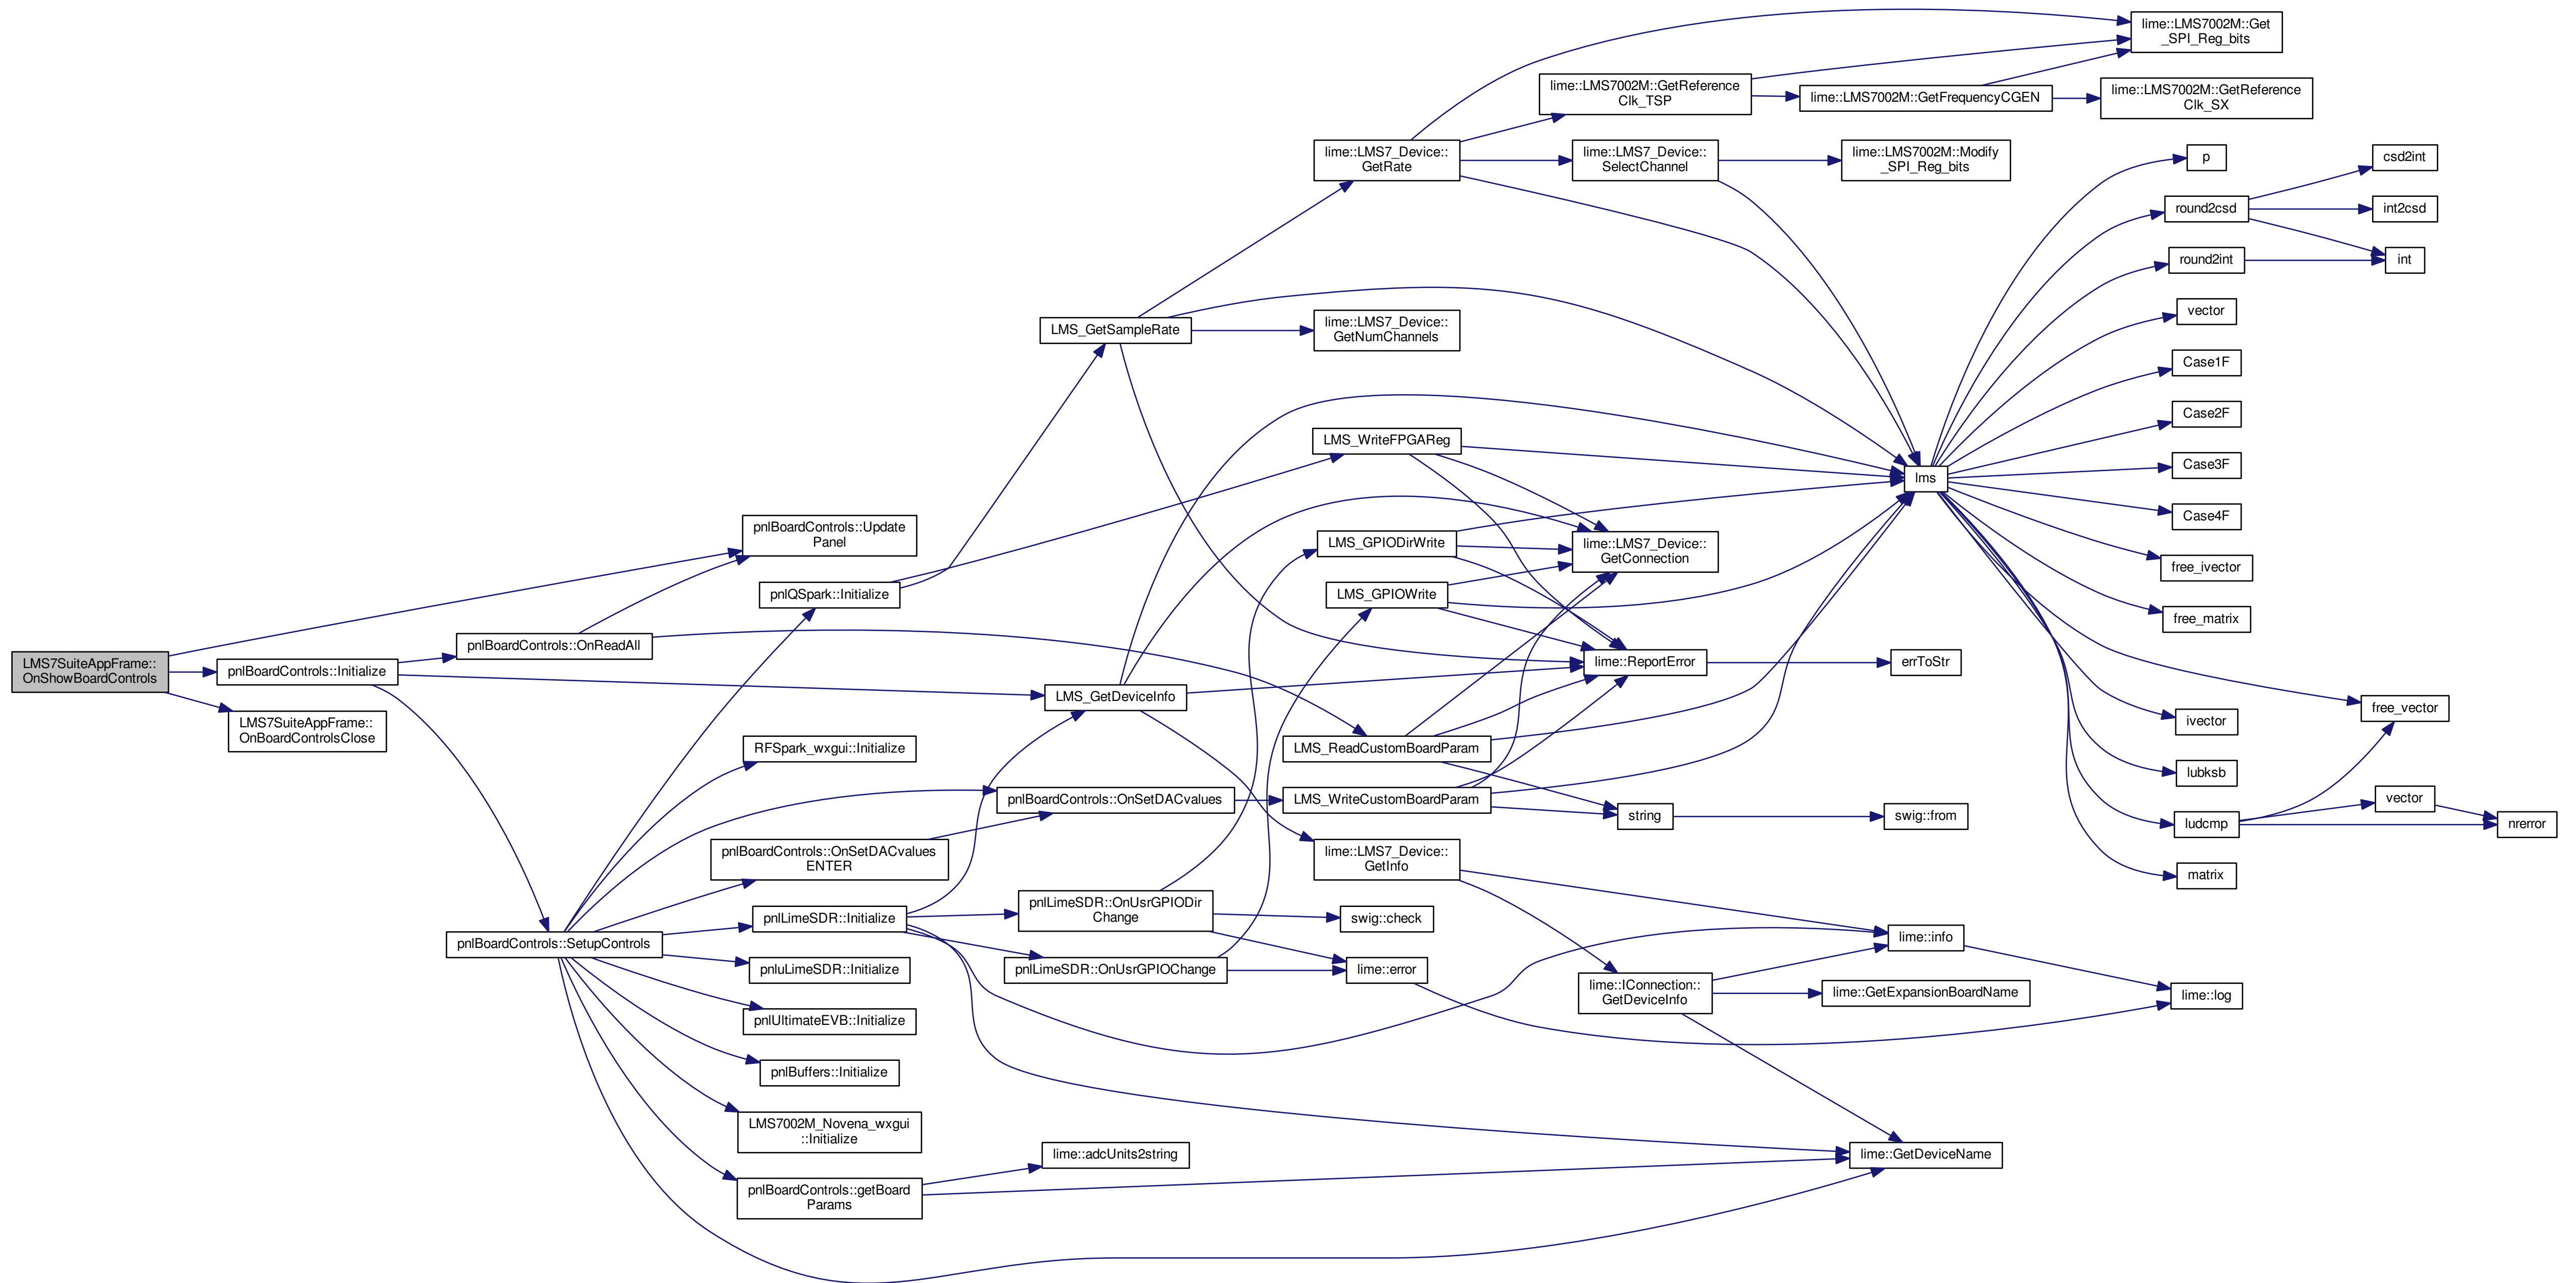 LMS7SuiteAppFrame::
OnShowBoardControls
pnlBoardControls::Initialize
LMS7SuiteAppFrame::
OnBoardControlsClose
pnlBoardControls::OnReadAll
pnlBoardControls::SetupControls
pnlBoardControls::Update
Panel
pnlQSpark::Initialize
RFSpark_wxgui::Initialize
pnlBoardControls::OnSetDACvalues
ENTER
pnlLimeSDR::Initialize
pnluLimeSDR::Initialize
pnlUltimateEVB::Initialize
pnlBuffers::Initialize
LMS7002M_Novena_wxgui
::Initialize
pnlBoardControls::getBoard
Params
LMS_GetSampleRate
LMS_GetDeviceInfo
pnlBoardControls::OnSetDACvalues
pnlLimeSDR::OnUsrGPIODir
Change
pnlLimeSDR::OnUsrGPIOChange
lime::adcUnits2string
lime::LMS7_Device::
GetRate
lime::LMS7_Device::
GetNumChannels
LMS_WriteFPGAReg
LMS_GPIODirWrite
LMS_GPIOWrite
LMS_ReadCustomBoardParam
LMS_WriteCustomBoardParam
lime::LMS7_Device::
GetInfo
swig::check
lime::error
lime::LMS7002M::GetReference
Clk_TSP
lime::LMS7_Device::
SelectChannel
lime::LMS7_Device::
GetConnection
lime::ReportError
string
lime::IConnection::
GetDeviceInfo
lime::LMS7002M::GetFrequencyCGEN
lime::LMS7002M::Modify
_SPI_Reg_bits
lms
errToStr
swig::from
lime::info
lime::GetExpansionBoardName
lime::GetDeviceName
lime::LMS7002M::Get
_SPI_Reg_bits
lime::LMS7002M::GetReference
Clk_SX
p
round2csd
round2int
vector
Case1F
Case2F
Case3F
Case4F
free_ivector
free_matrix
ivector
lubksb
ludcmp
matrix
lime::log
csd2int
int2csd
int
free_vector
vector
nrerror